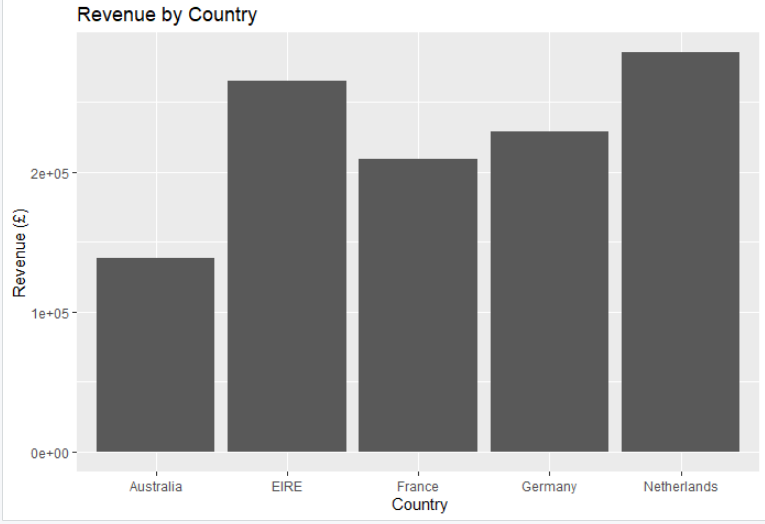 Revenue by Country
Revenue (£)
2e+05
1e+05
0e+00
Australia EIRE France Germany Netherlands
Country